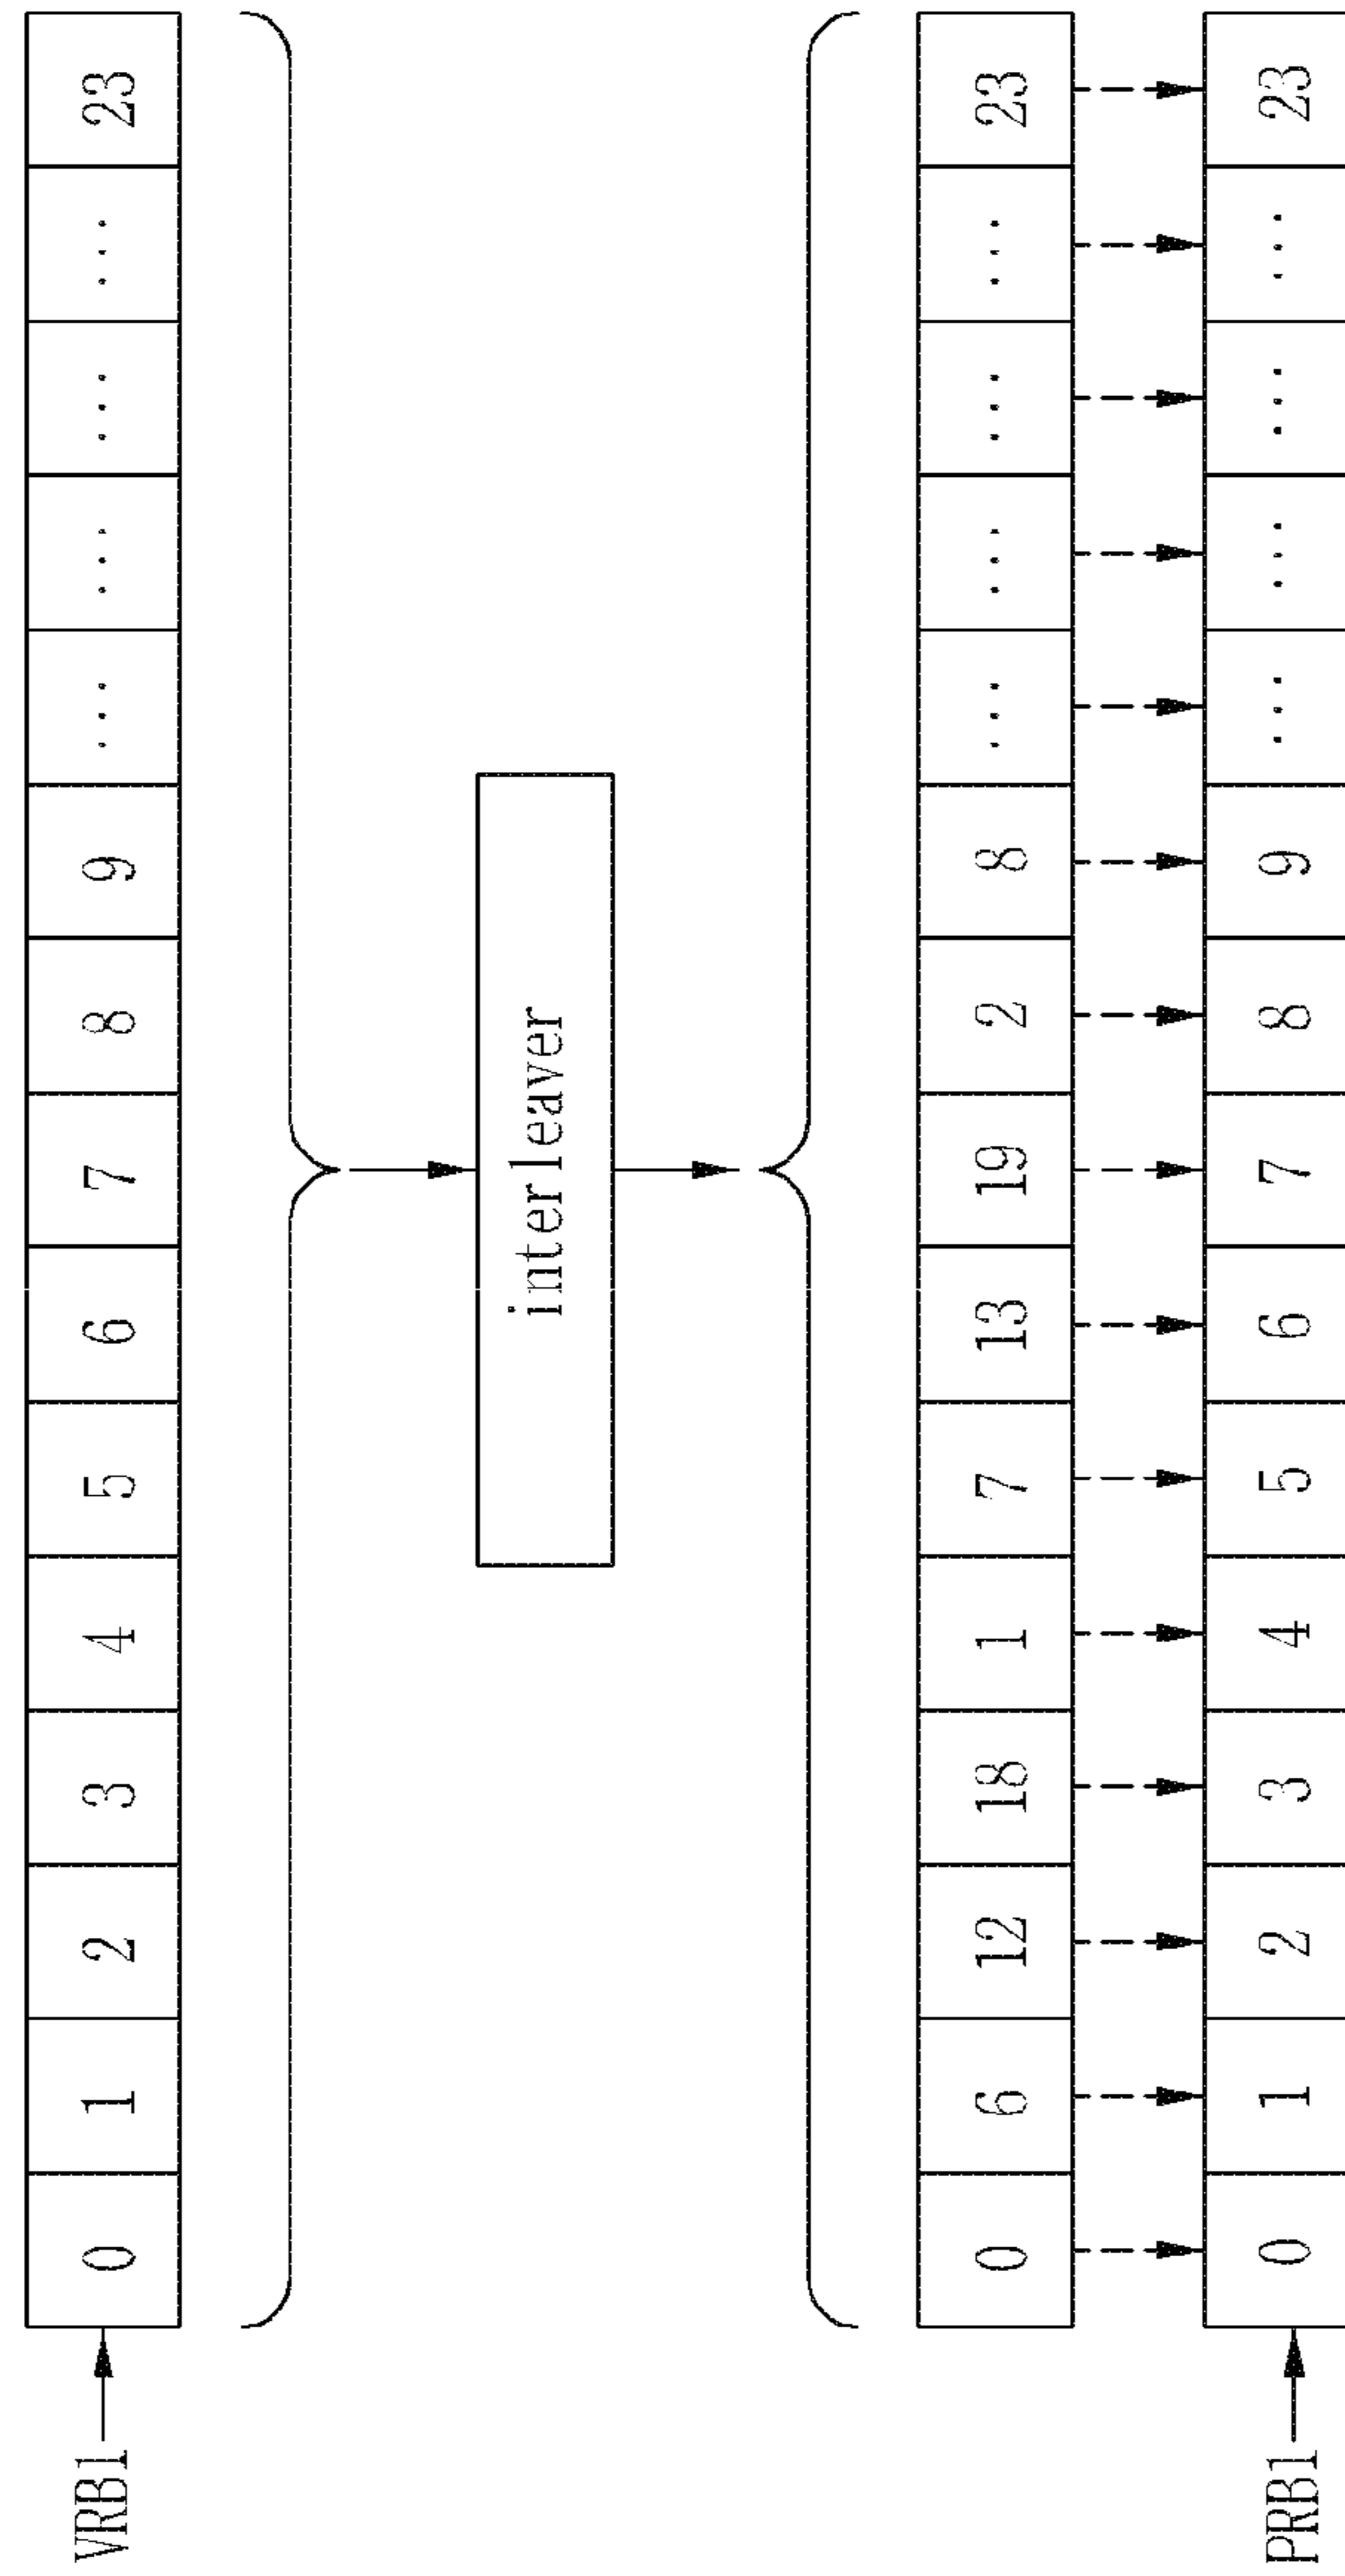 VRB1 0 1 2 3 4 5 6 7 8 9 ... ... ... ... 23
interleaver
0 6 12 18 1 7 13 19 2 8 ... ... ... ... 23
PRB1 0 1 2 3 4 5 6 7 8 9 ... ... ... ... 23